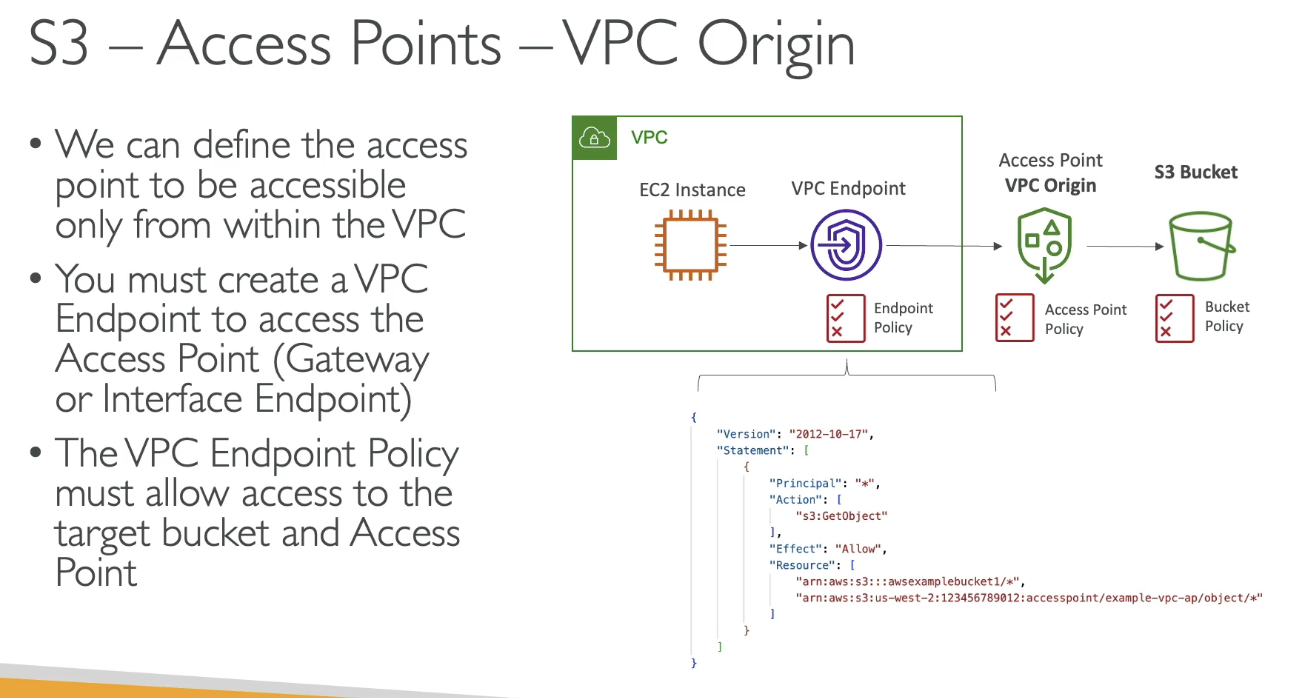 S3 – Access Points – VPC Origin
• We can define the access
point to be accessible
only from within the VPC
• You must create a VPC
Endpoint to access the
Access Point (Gateway
or Interface Endpoint)
• The VPC Endpoint Policy
must allow access to the
target bucket and Access
Point
VPC
EC2 Instance
VPC Endpoint
Endpoint
Policy
Access Point
VPC Origin
Access Point
Policy
S3 Bucket
Bucket
Policy
{
"Version": "2012-10-17",
"Statement": [
{
"Principal": "*",
"Action": [
"s3:GetObject"
],
"Effect": "Allow",
"Resource": [
"arn:aws:s3:::awsexamplebucket1/*",
"arn:aws:s3:us-west-2:123456789012:accesspoint/example-vpc-ap/object/*"
]
}
]
}